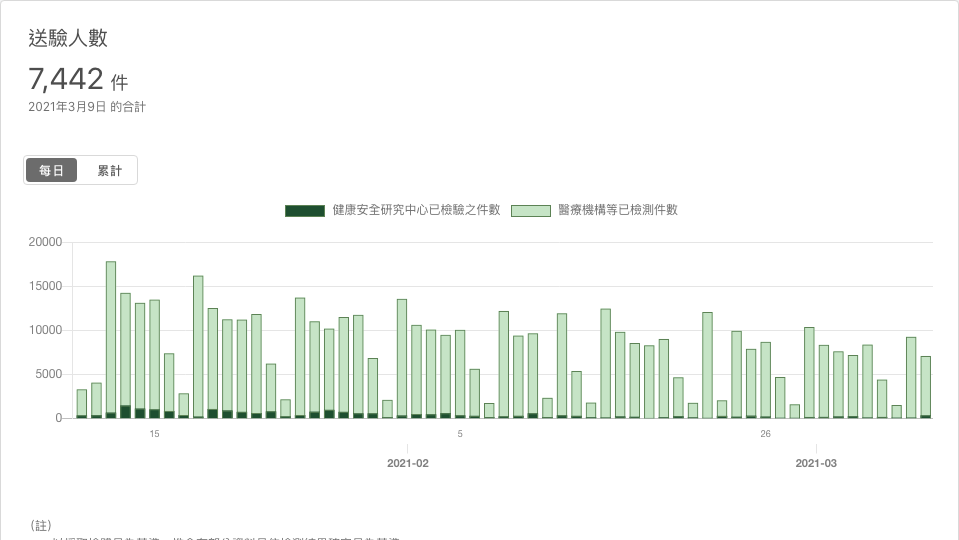 送驗人數
7,442 件
2021年3月9日 的合計
每日 累計
健康安全研究中心已檢驗之件數 醫療機構等已檢測件數
20000
15000
10000
5000
0
15 5 26
2021-02 2021-03
(註)